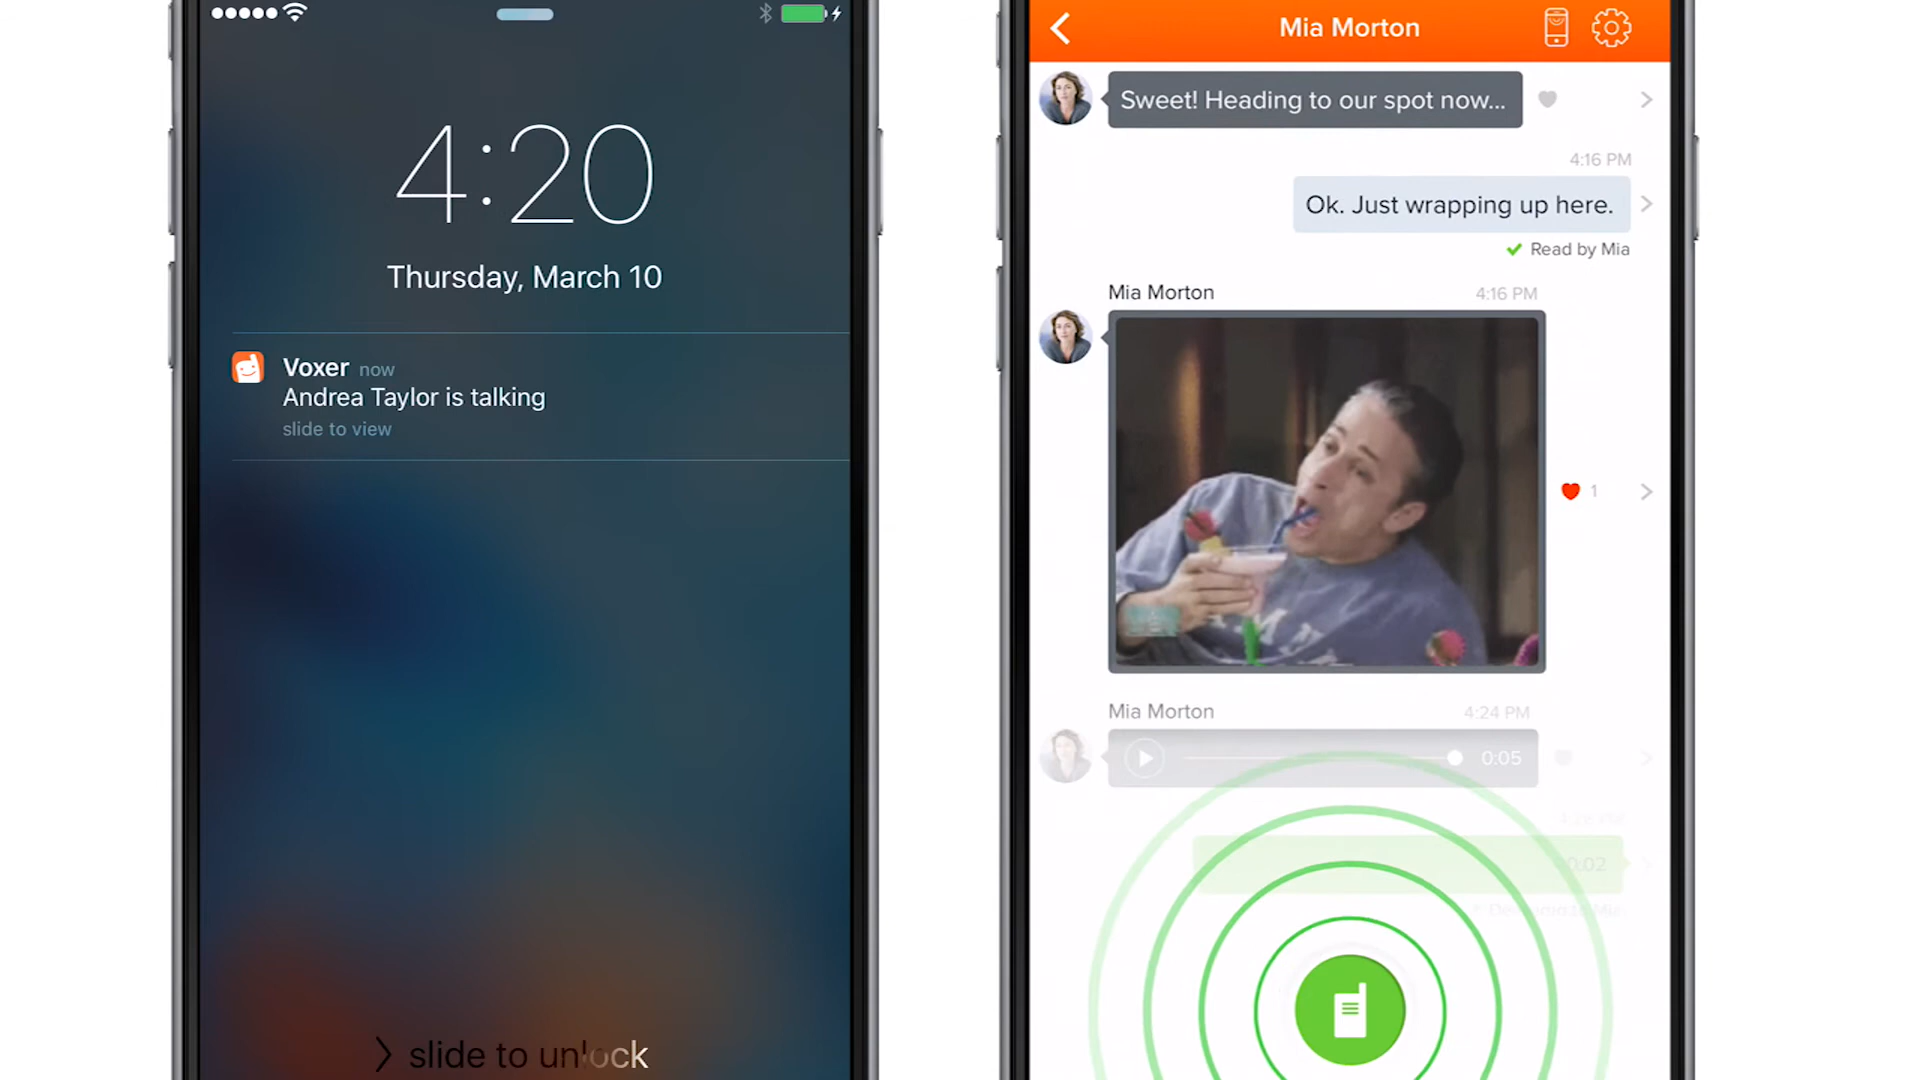 4:20
Thursday, March 10
Voxer now
Andrea Taylor is talking
slide to view
slide to unlock
Mia Morton
Sweet! Heading to our spot now...
4:16 PM
Ok. Just wrapping up here.
Read by Mia
Mia Morton 4:16 PM
1
Mia Morton 4:24 PM
0:05
0:02